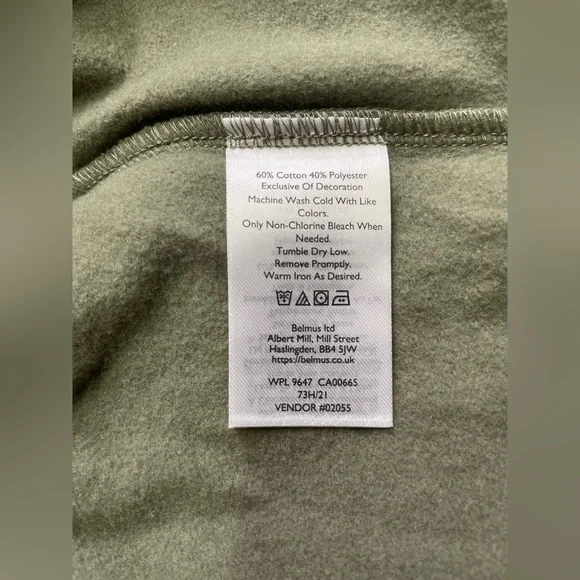 60% Cotton 40% Polyester
Exclusive Of Decoration
Machine Wash Cold With Like
Colors.
Only Non-Chlorine Bleach When
Needed.
Tumble Dry Low.
Remove Promptly.
Warm Iron As Desired.
Belmus ltd
Albert Mill, Mill Street
Haslingden, BB4 5JW
https://belmus.co.uk
WPL 9647 CA00665
73H/21
VENDOR #02055